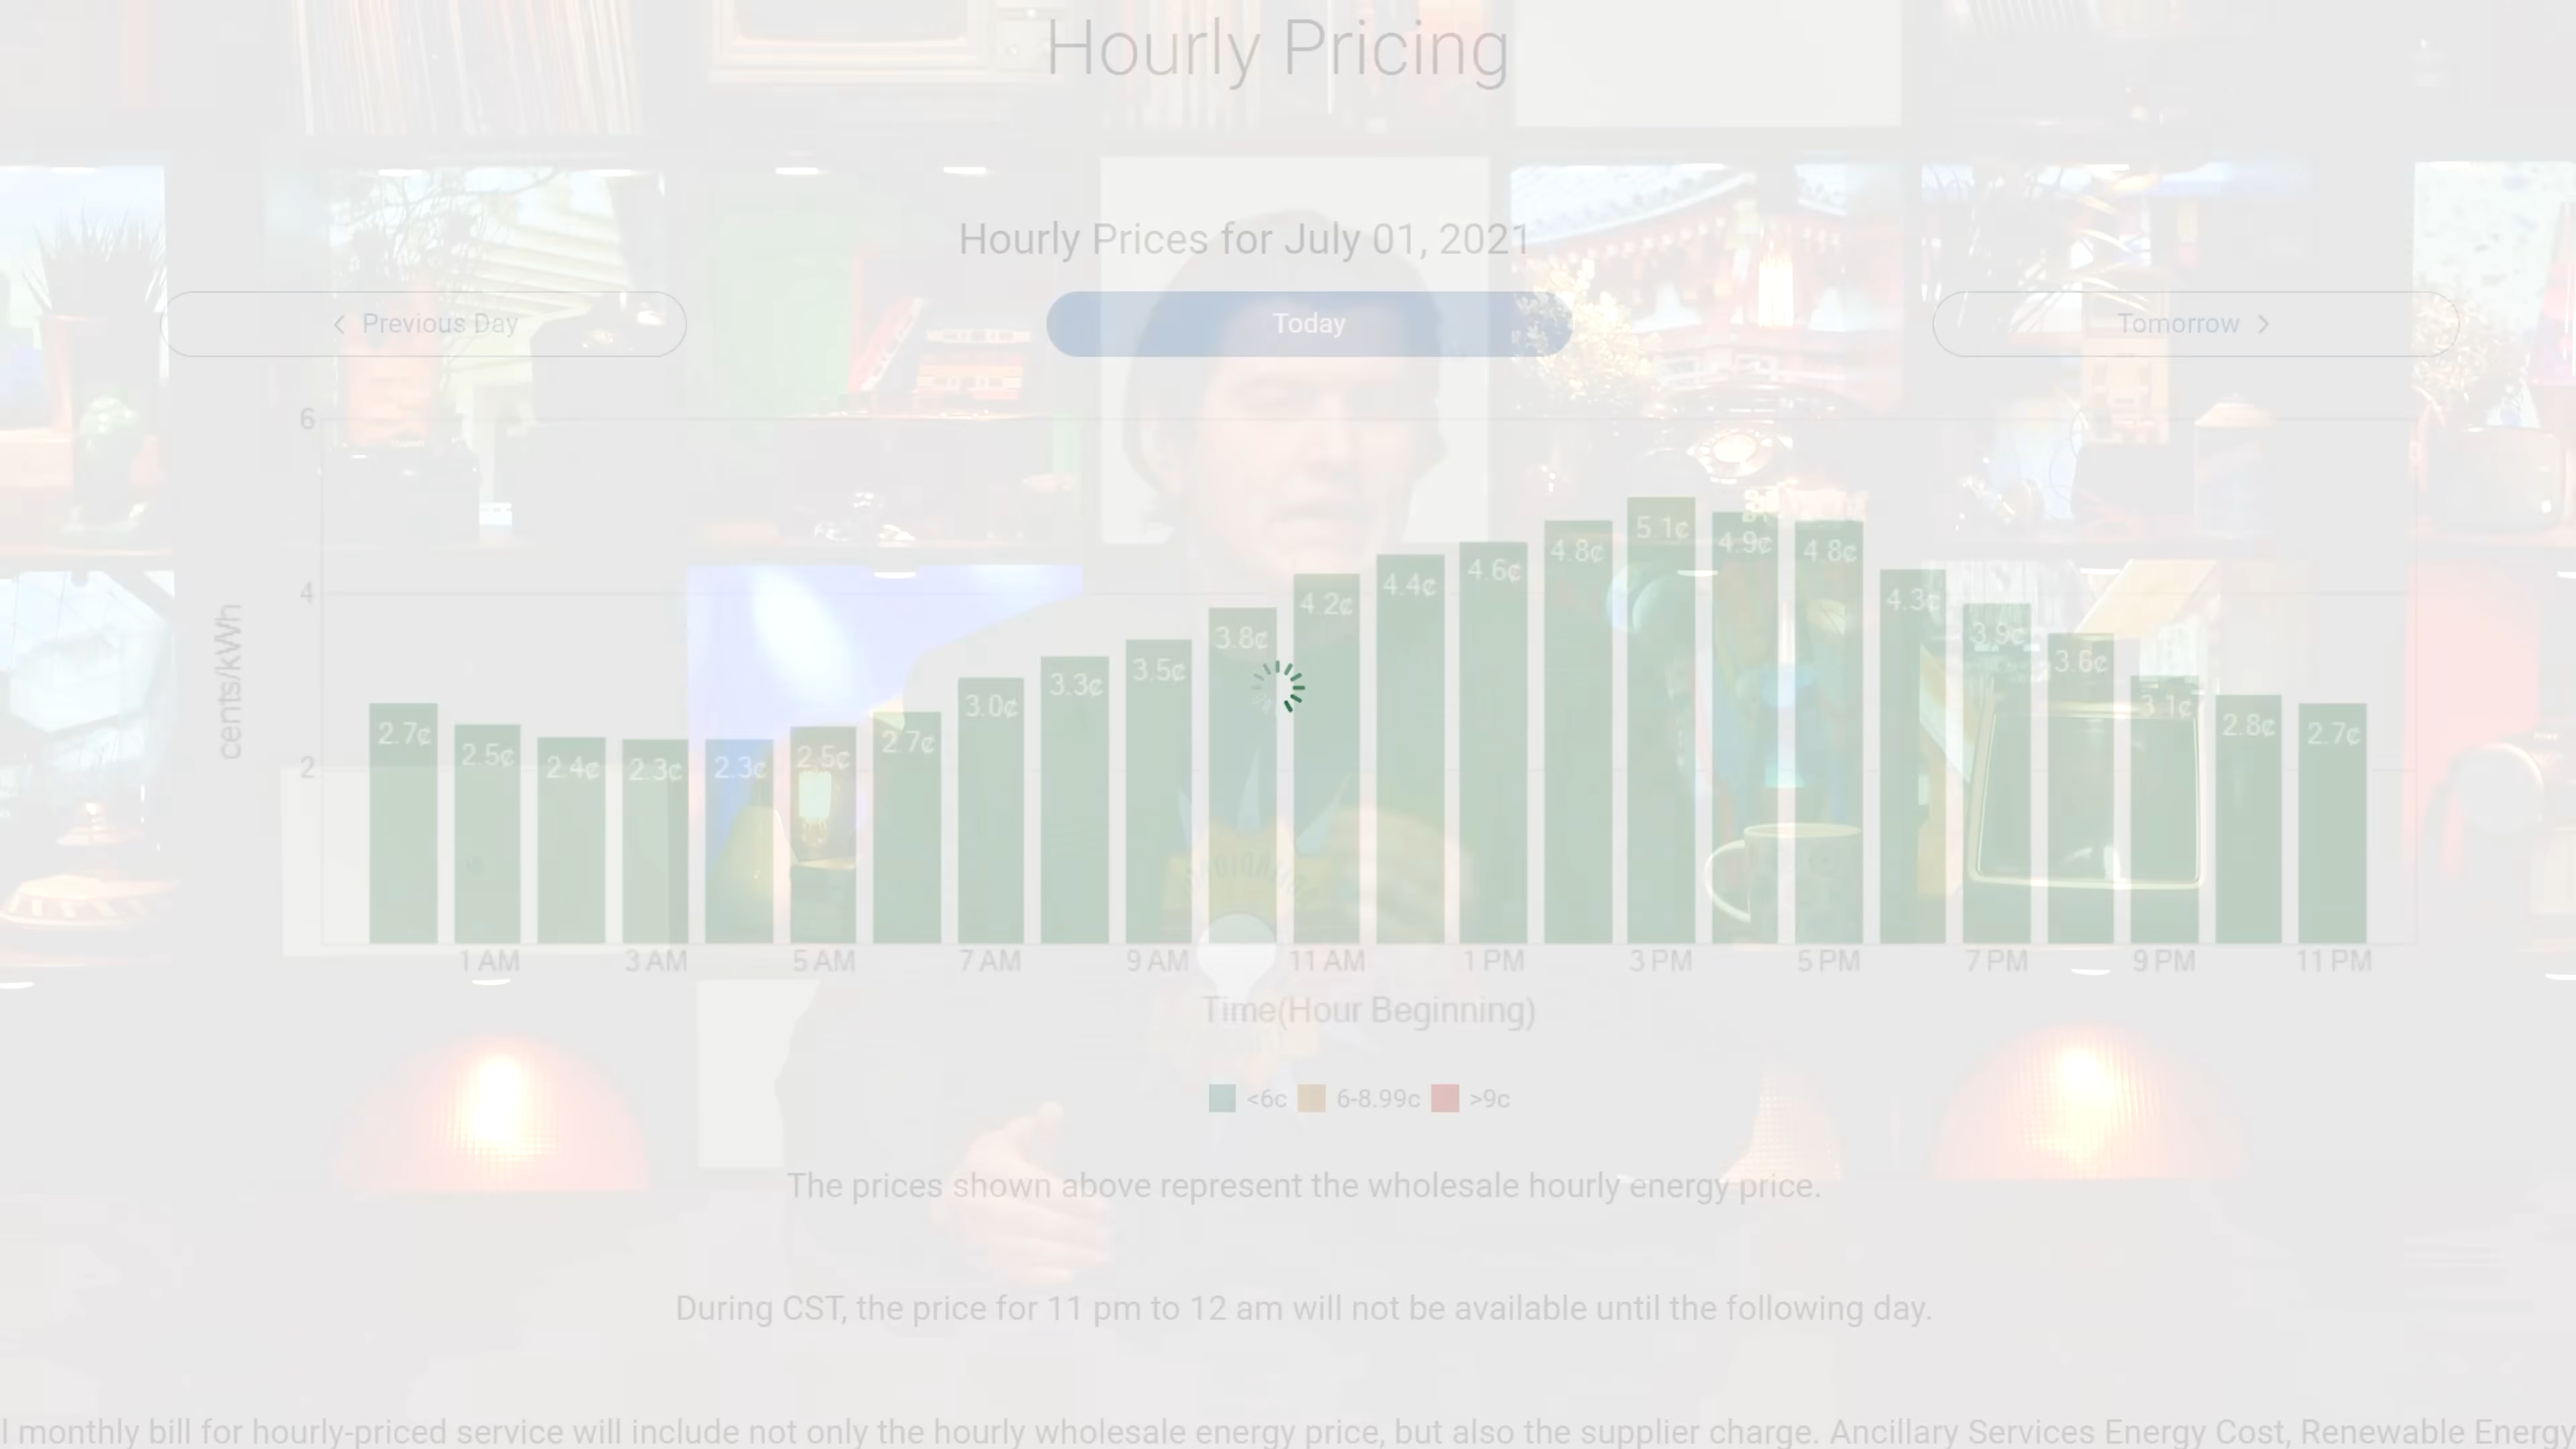 Hourly Pricing
Hourly Prices for July 01, 2021
Previous Day
Today
Tomorrow
6
4
2
cents/kWh
2.7¢
2.5¢
2.4¢
2.3¢
2.3¢
2.5¢
2.7¢
3.0¢
3.3¢
3.5¢
3.8¢
4.2¢
4.4¢
4.6¢
4.8¢
5.1¢
4.9¢
4.8¢
4.3¢
3.9¢
3.6¢
3.1¢
2.8¢
2.7¢
1 AM
3 AM
5 AM
7 AM
9 AM
11 AM
1 PM
3 PM
5 PM
7 PM
9 PM
11 PM
Time(Hour Beginning)
<6c 6-8.99c >9c
The prices shown above represent the wholesale hourly energy price.
During CST, the price for 11 pm to 12 am will not be available until the following day.
l monthly bill for hourly-priced service will include not only the hourly wholesale energy price, but also the supplier charge. Ancillary Services Energy Cost, Renewable Energy